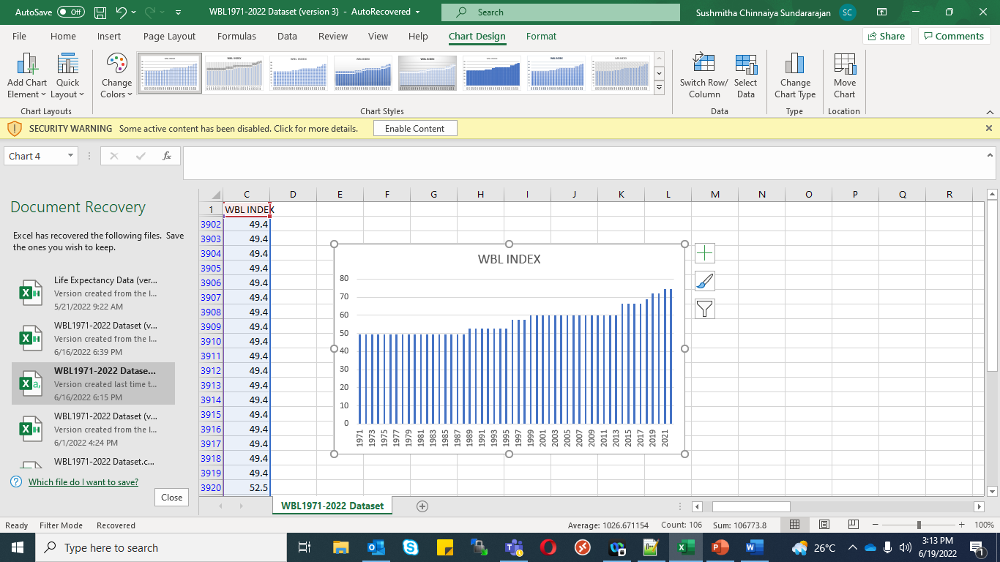 AutoSave Off WBL1971-2022 Dataset (version 3) - AutoRecovered Search Sushmitha Chinnaiya Sundararajan SC
File Home Insert Page Layout Formulas Data Review View Help Chart Design Format Share Comments
Add Chart Element Quick Layout Change Colors Switch Row/ Column Select Data Change Chart Type Move Chart
Chart Layouts Chart Styles Data Type Location
SECURITY WARNING Some active content has been disabled. Click for more details. Enable Content
Chart 4 fx
Document Recovery
Excel has recovered the following files. Save
the ones you wish to keep.
Life Expectancy Data (ver...
Version created from the l...
5/21/2022 9:22 AM
WBL1971-2022 Dataset (v...
Version created from the l...
6/16/2022 6:39 PM
WBL1971-2022 Datase...
Version created last time t...
6/16/2022 6:15 PM
WBL1971-2022 Dataset (v...
Version created from the l...
6/1/2022 4:24 PM
WBL1971-2022 Dataset.c...
Which file do I want to save?
Close
C D E F G H I J K L M N O P Q R
1 WBL INDEX
3902 49.4
3903 49.4
3904 49.4
3905 49.4
3906 49.4
3907 49.4
3908 49.4
3909 49.4
3910 49.4
3911 49.4
3912 49.4
3913 49.4
3914 49.4
3915 49.4
3916 49.4
3917 49.4
3918 49.4
3919 49.4
3920 52.5
WBL INDEX
80
70
60
50
40
30
20
10
0
1971 1973 1975 1977 1979 1981 1983 1985 1987 1989 1991 1993 1995 1997 1999 2001 2003 2005 2007 2009 2011 2013 2015 2017 2019 2021
WBL1971-2022 Dataset
Ready Filter Mode Recovered Average: 1026.671154 Count: 106 Sum: 106773.8 100%
Type here to search 26°C 3:13 PM
6/19/2022 1